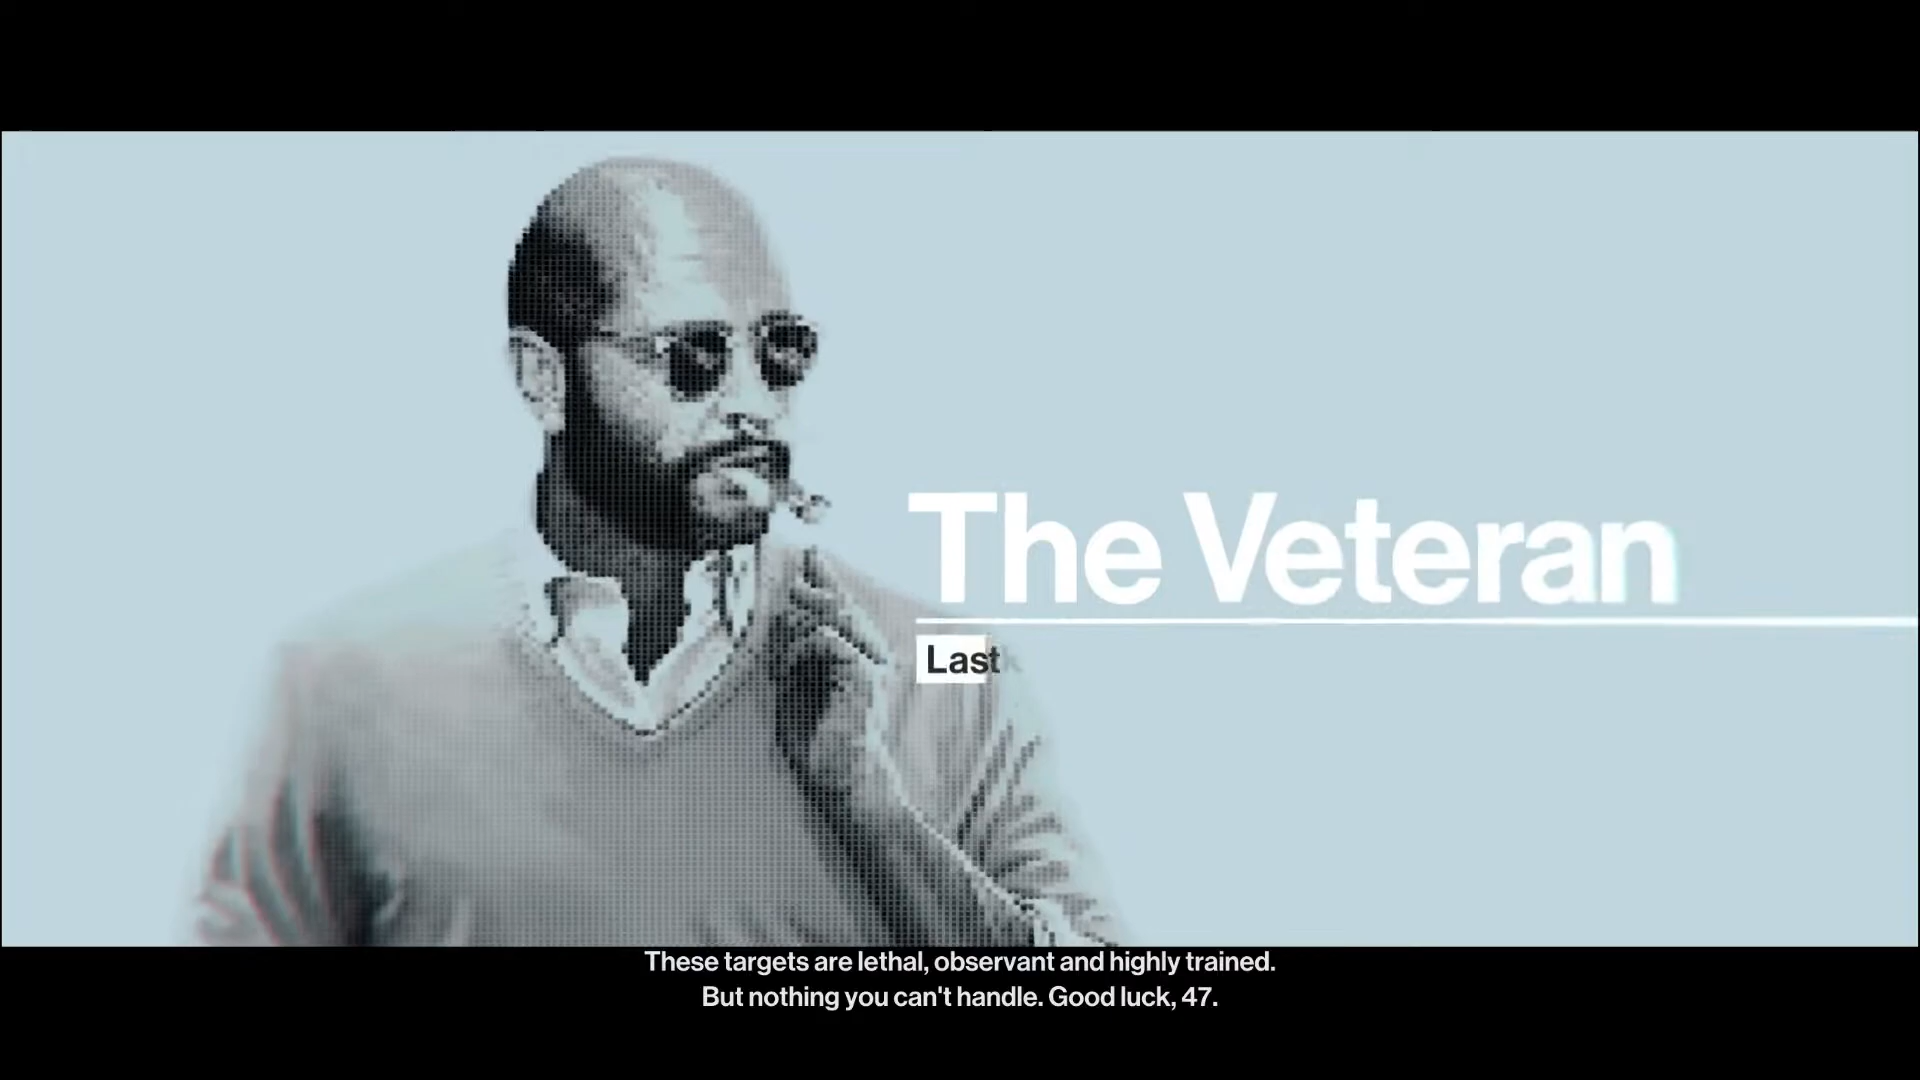 The Veteran
Last
These targets are lethal, observant and highly trained.
But nothing you can't handle. Good luck, 47.